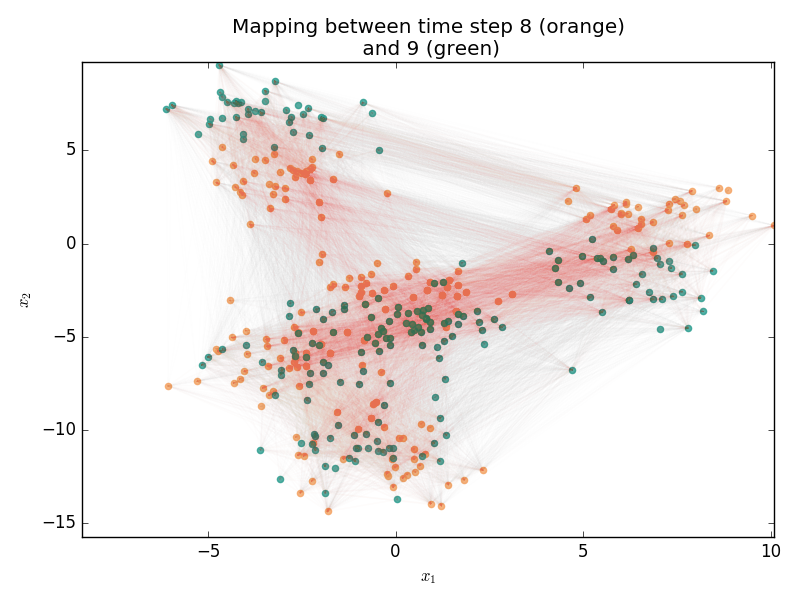 Mapping between time step 8 (orange)
and 9 (green)
5
0
−5
−10
−15
x₂
−5
0
5
10
x₁